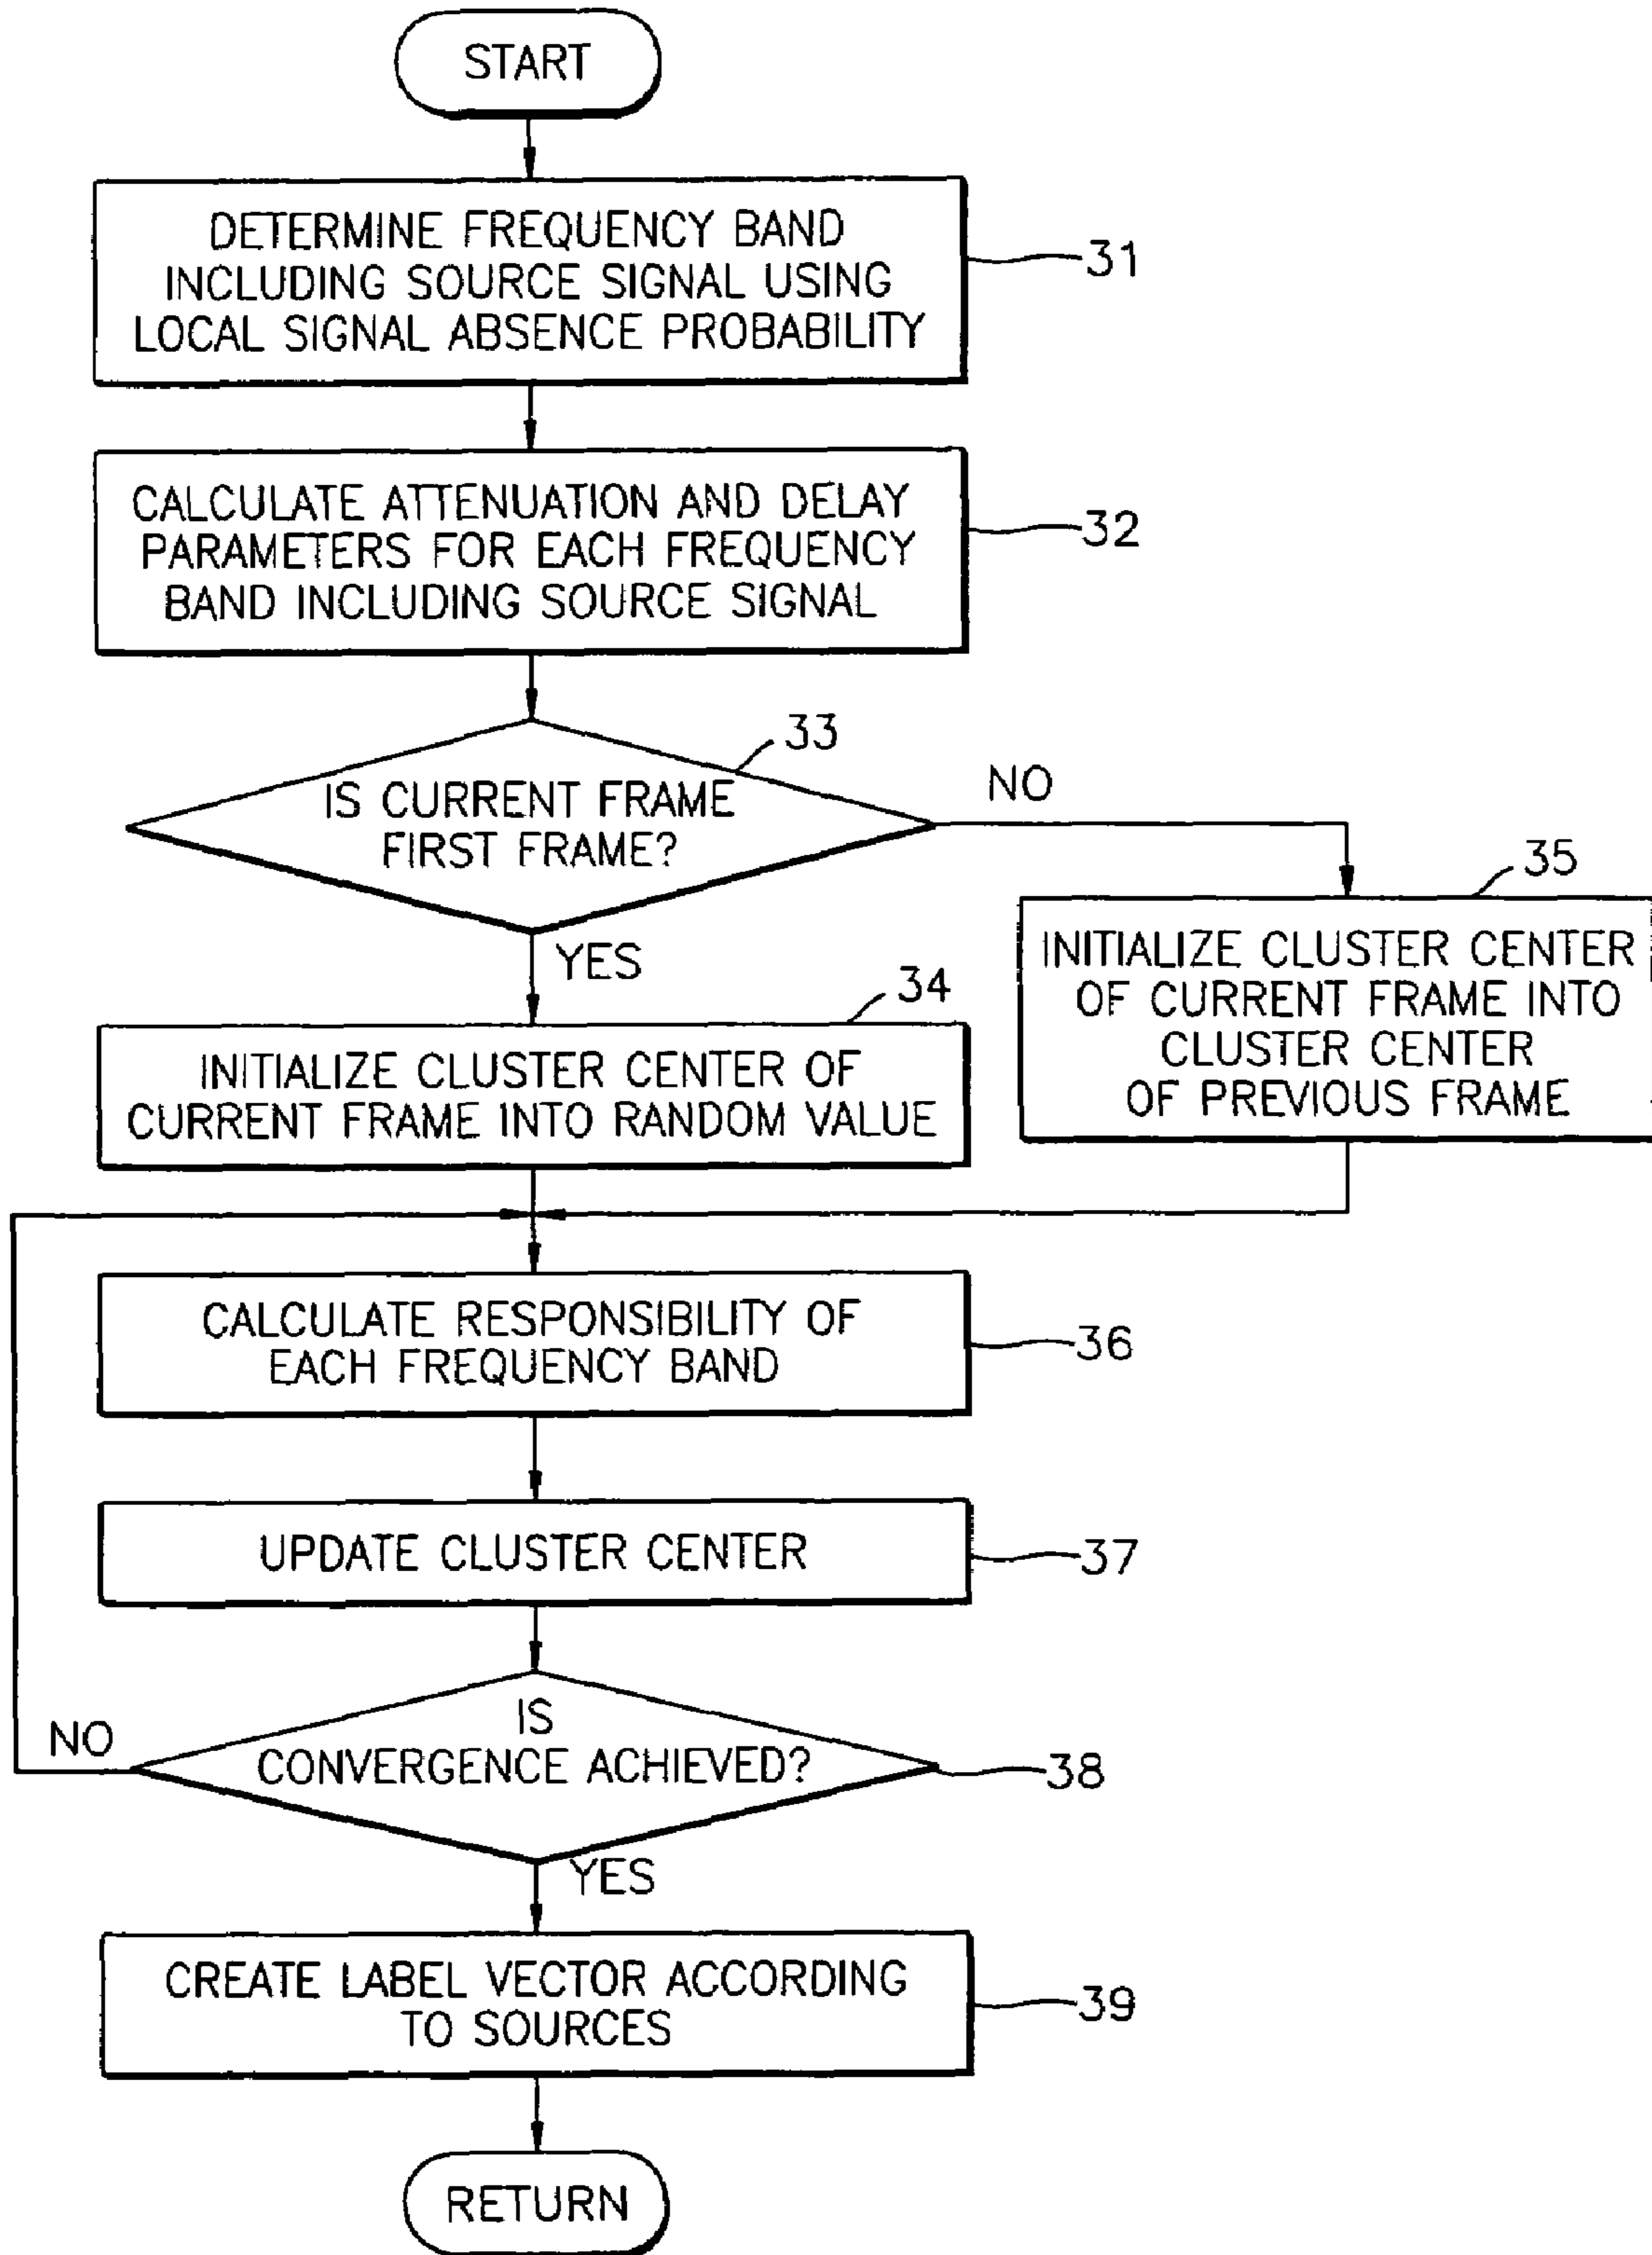 START
DETERMINE FREQUENCY BAND
INCLUDING SOURCE SIGNAL USING
LOCAL SIGNAL ABSENCE PROBABILITY
31
CALCULATE ATTENUATION AND DELAY
PARAMETERS FOR EACH FREQUENCY
BAND INCLUDING SOURCE SIGNAL
32
33
IS CURRENT FRAME
FIRST FRAME?
NO
YES
35
INITIALIZE CLUSTER CENTER
OF CURRENT FRAME INTO
CLUSTER CENTER
OF PREVIOUS FRAME
34
INITIALIZE CLUSTER CENTER OF
CURRENT FRAME INTO RANDOM VALUE
CALCULATE RESPONSIBILITY OF
EACH FREQUENCY BAND
36
UPDATE CLUSTER CENTER
37
IS
CONVERGENCE ACHIEVED?
38
NO
YES
CREATE LABEL VECTOR ACCORDING
TO SOURCES
39
RETURN